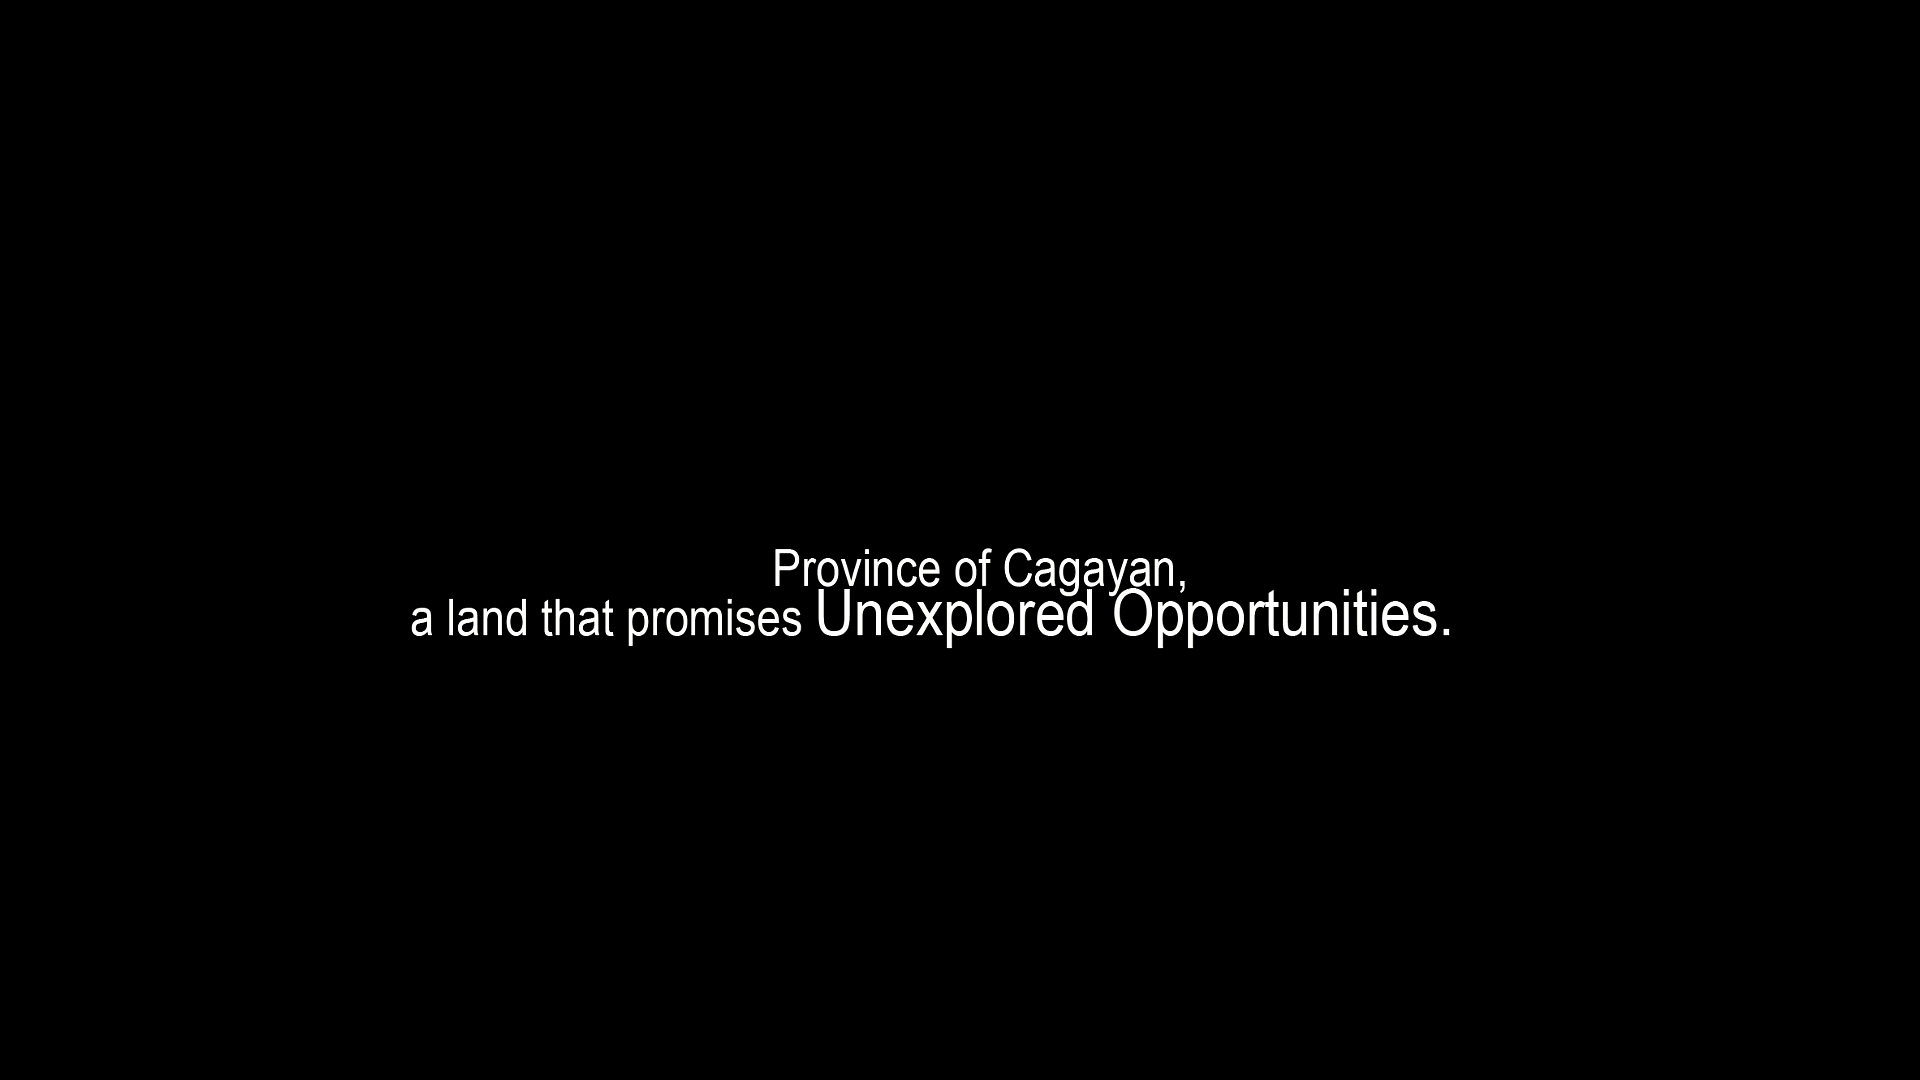 Province of Cagayan,
a land that promises Unexplored Opportunities.